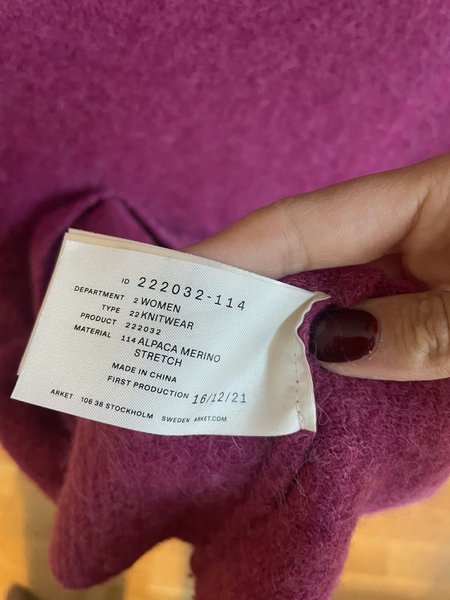 ID 222032-114
DEPARTMENT 2 WOMEN
TYPE 22 KNITWEAR
PRODUCT 222032
MATERIAL 114 ALPACA MERINO
STRETCH
MADE IN CHINA
FIRST PRODUCTION 16/12/21
ARKET 106 38 STOCKHOLM SWEDEN ARKET.COM